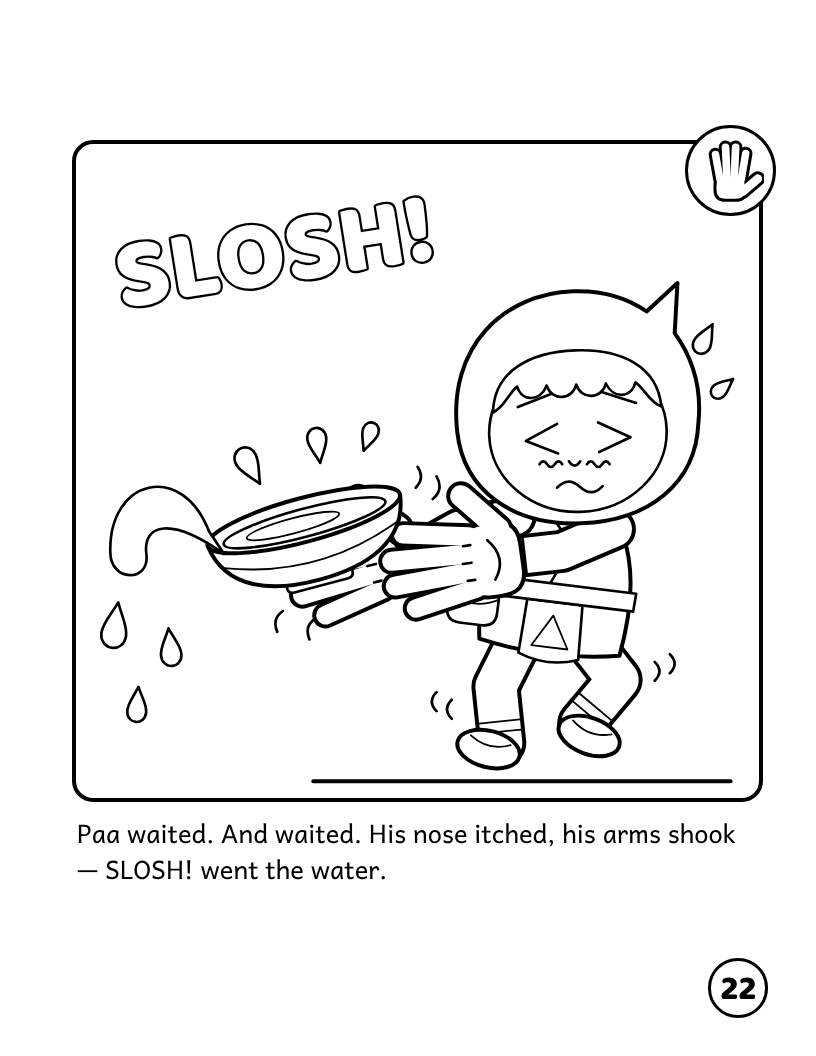 SLOSH!
Paa waited. And waited. His nose itched, his arms shook
— SLOSH! went the water.
22